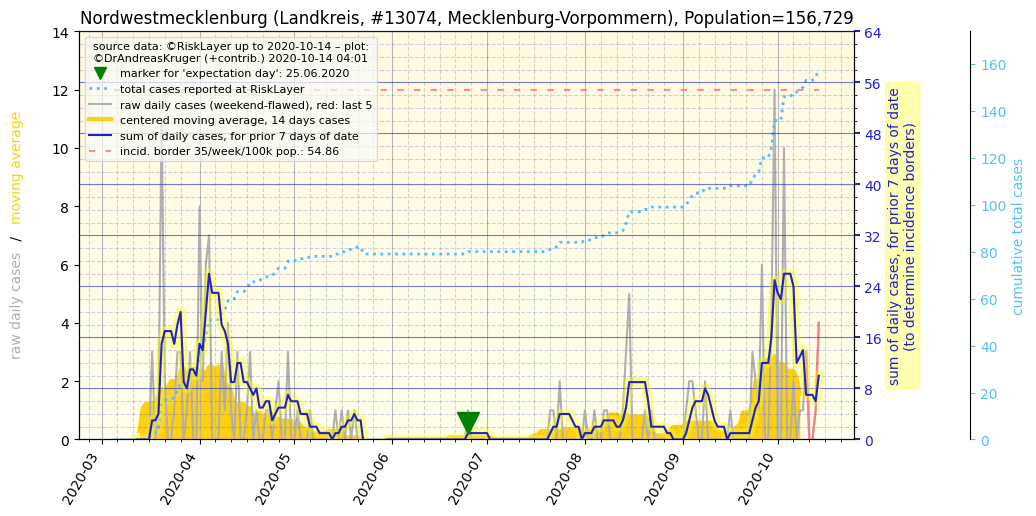 Nordwestmecklenburg (Landkreis, #13074, Mecklenburg-Vorpommern), Population=156,729
source data: ©RiskLayer up to 2020-10-14 – plot:
©DrAndreasKruger (+contrib.) 2020-10-14 04:01
marker for 'expectation day': 25.06.2020
total cases reported at RiskLayer
raw daily cases (weekend-flawed), red: last 5
centered moving average, 14 days cases
sum of daily cases, for prior 7 days of date
incid. border 35/week/100k pop.: 54.86
raw daily cases / moving average
14
12
10
8
6
4
2
0
2020-03
2020-04
2020-05
2020-06
2020-07
2020-08
2020-09
2020-10
64
56
48
40
32
24
16
8
0
sum of daily cases, for prior 7 days of date
(to determine incidence borders)
160
140
120
100
80
60
40
20
0
cumulative total cases